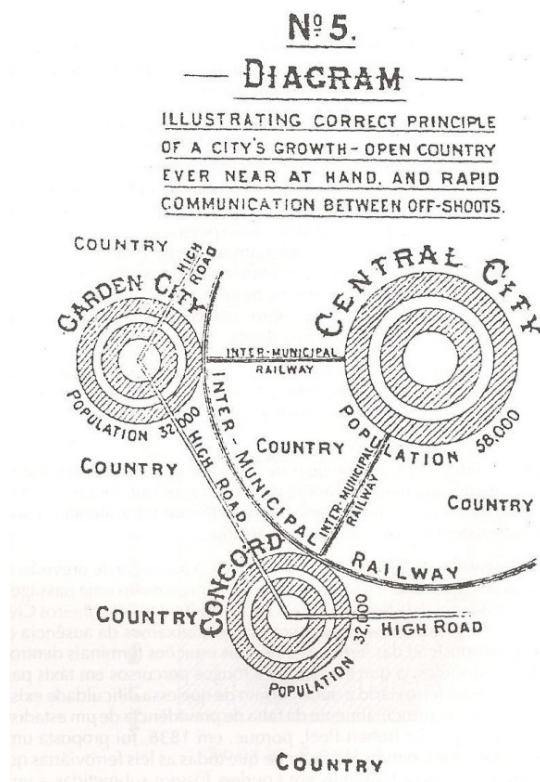 Nº 5.
DIAGRAM
ILLUSTRATING CORRECT PRINCIPLE
OF A CITY'S GROWTH - OPEN COUNTRY
EVER NEAR AT HAND, AND RAPID
COMMUNICATION BETWEEN OFF-SHOOTS.
COUNTRY
HIGH
ROAD
GARDEN CITY
POPULATION 32,000
CENTRAL CITY
POPULATION 58,000
INTER-MUNICIPAL
RAILWAY
INTER-MUNICIPAL RAILWAY
HIGH ROAD
COUNTRY
COUNTRY
INTER-MUNICIPAL
RAILWAY
COUNTRY
CONCORD
POPULATION 32,000
COUNTRY
HIGH ROAD
COUNTRY